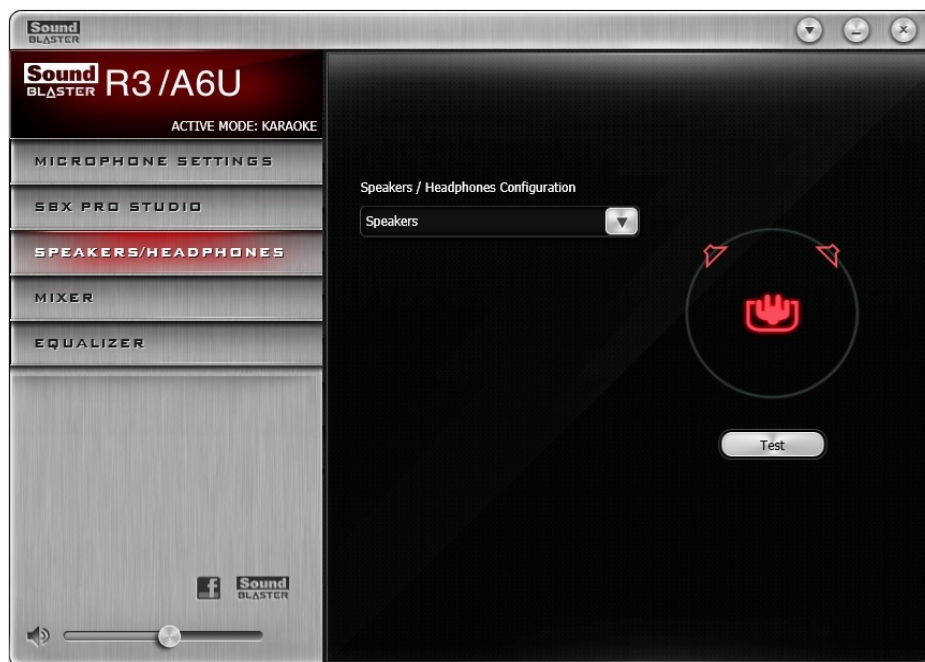 Sound
BLASTER
Sound
BLASTER R3 /A6U
ACTIVE MODE: KARAOKE
MICROPHONE SETTINGS
SBX PRO STUDIO
SPEAKERS/HEADPHONES
MIXER
EQUALIZER
Speakers / Headphones Configuration
Speakers
Test
f
Sound
BLASTER